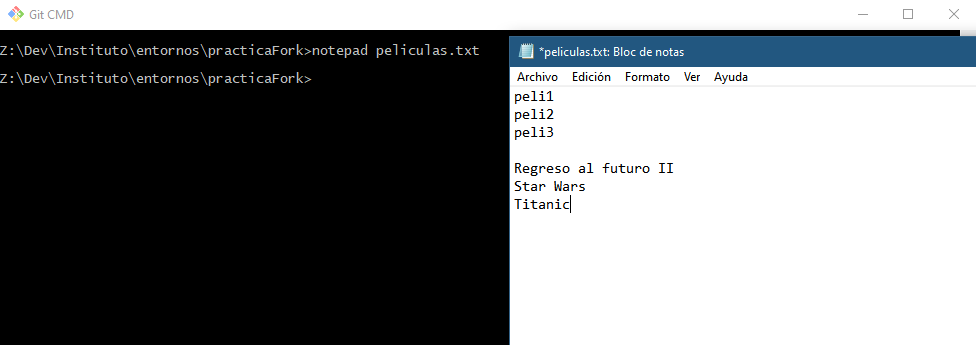 Git CMD
Z:\Dev\Instituto\entornos\practicaFork>notepad peliculas.txt
Z:\Dev\Instituto\entornos\practicaFork>
*peliculas.txt: Bloc de notas
Archivo Edición Formato Ver Ayuda
peli1
peli2
peli3
Regreso al futuro II
Star Wars
Titanic